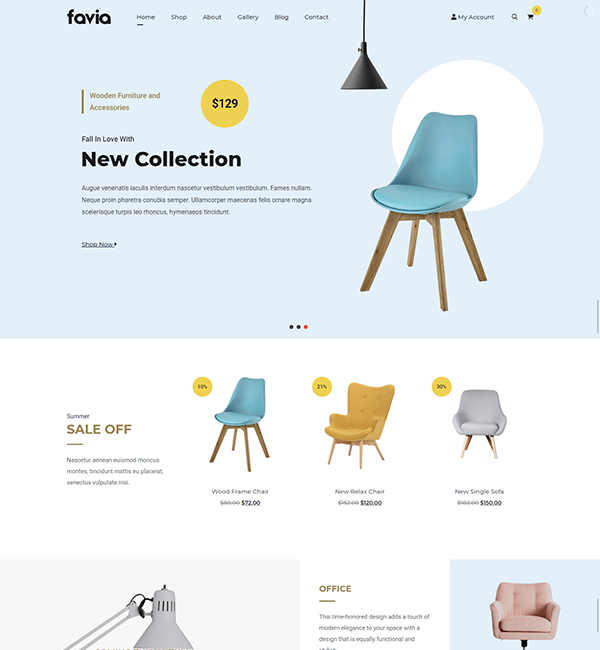 favia
Home Shop About Gallery Blog Contact
My Account
Wooden Furniture and
Accessories
$129
Fall In Love With
New Collection
Augue venenatis iaculis interdum nascetur vestibulum vestibulum. Fames nullam.
Neque proin pharetra conubia semper. Ullamcorper maecenas felis ornare magna
scelerisque turpis leo rhoncus, hymenaeos tincidunt.
Shop Now
10%
21%
30%
Summer
SALE OFF
Nascetur aenean euismod rhoncus
montes, tincidunt mattis eu placerat,
senectus vulputate nisi.
Wood Frame Chair
$80.00 $72.00
New Relax Chair
$152.00 $120.00
New Single Sofa
$182.00 $150.00
OFFICE
This time-honored design adds a touch of
modern elegance to your space with a
design that is equally functional and